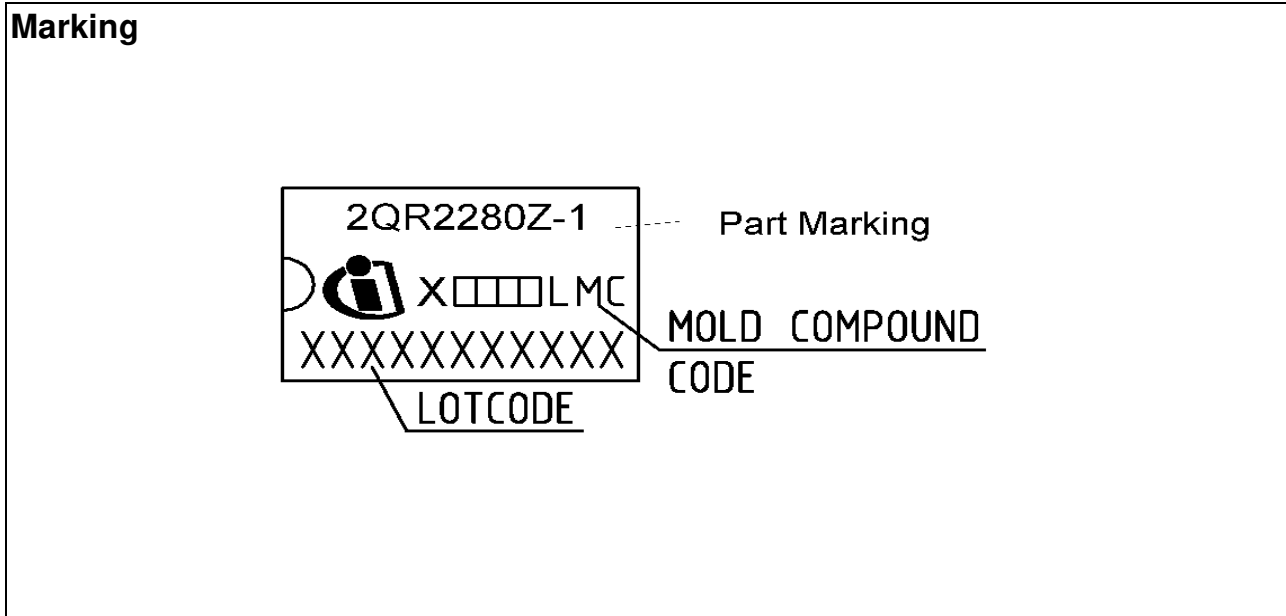 Marking
2QR2280Z-1
Part Marking
X□□□□LMC
MOLD COMPOUND
CODE
XXXXXXXXXXX
LOTCODE